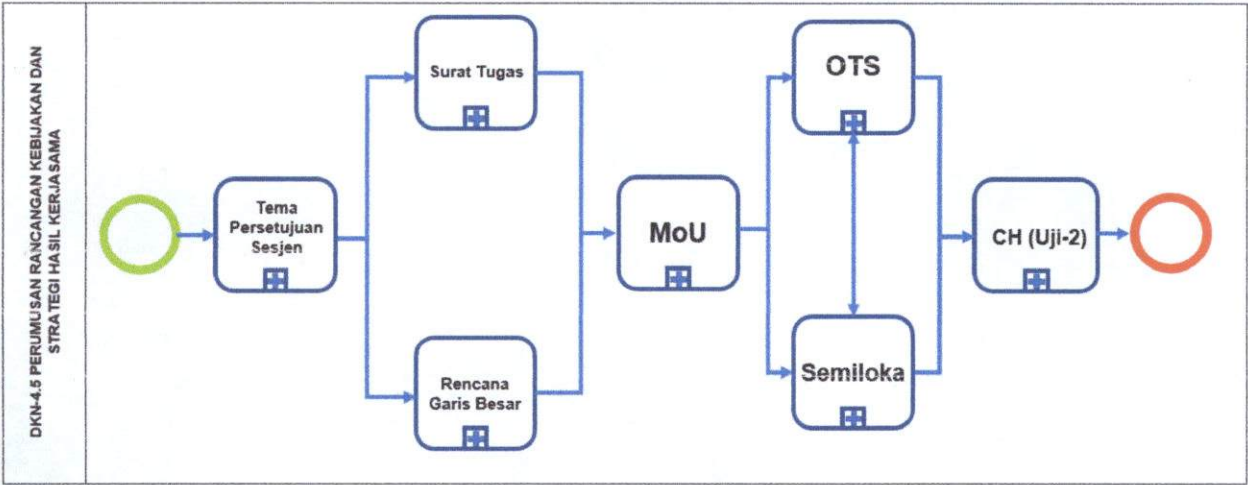 DKN-4.5 PERUMUSAN RANCANGAN KEBIJAKAN DAN
STRATEGI HASIL KERJASAMA
Tema
Persetujuan
Sesjen
Surat Tugas
Rencana
Garis Besar
MoU
OTS
Semiloka
CH (Uji-2)